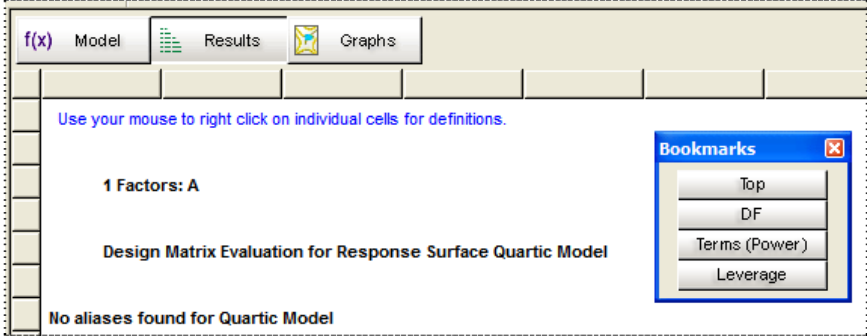 f(x) Model Results Graphs
Use your mouse to right click on individual cells for definitions.
Bookmarks
1 Factors: A
Top
DF
Design Matrix Evaluation for Response Surface Quartic Model
Terms (Power)
Leverage
No aliases found for Quartic Model